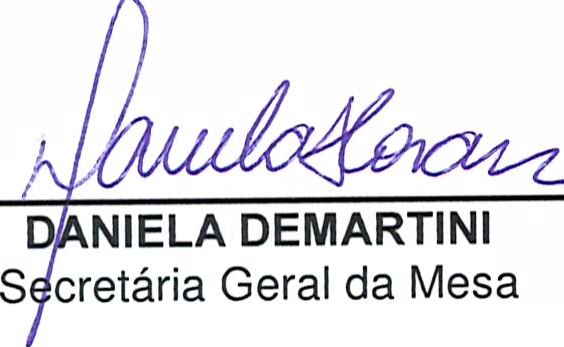 DANIELA DEMARTINI
Secretária Geral da Mesa